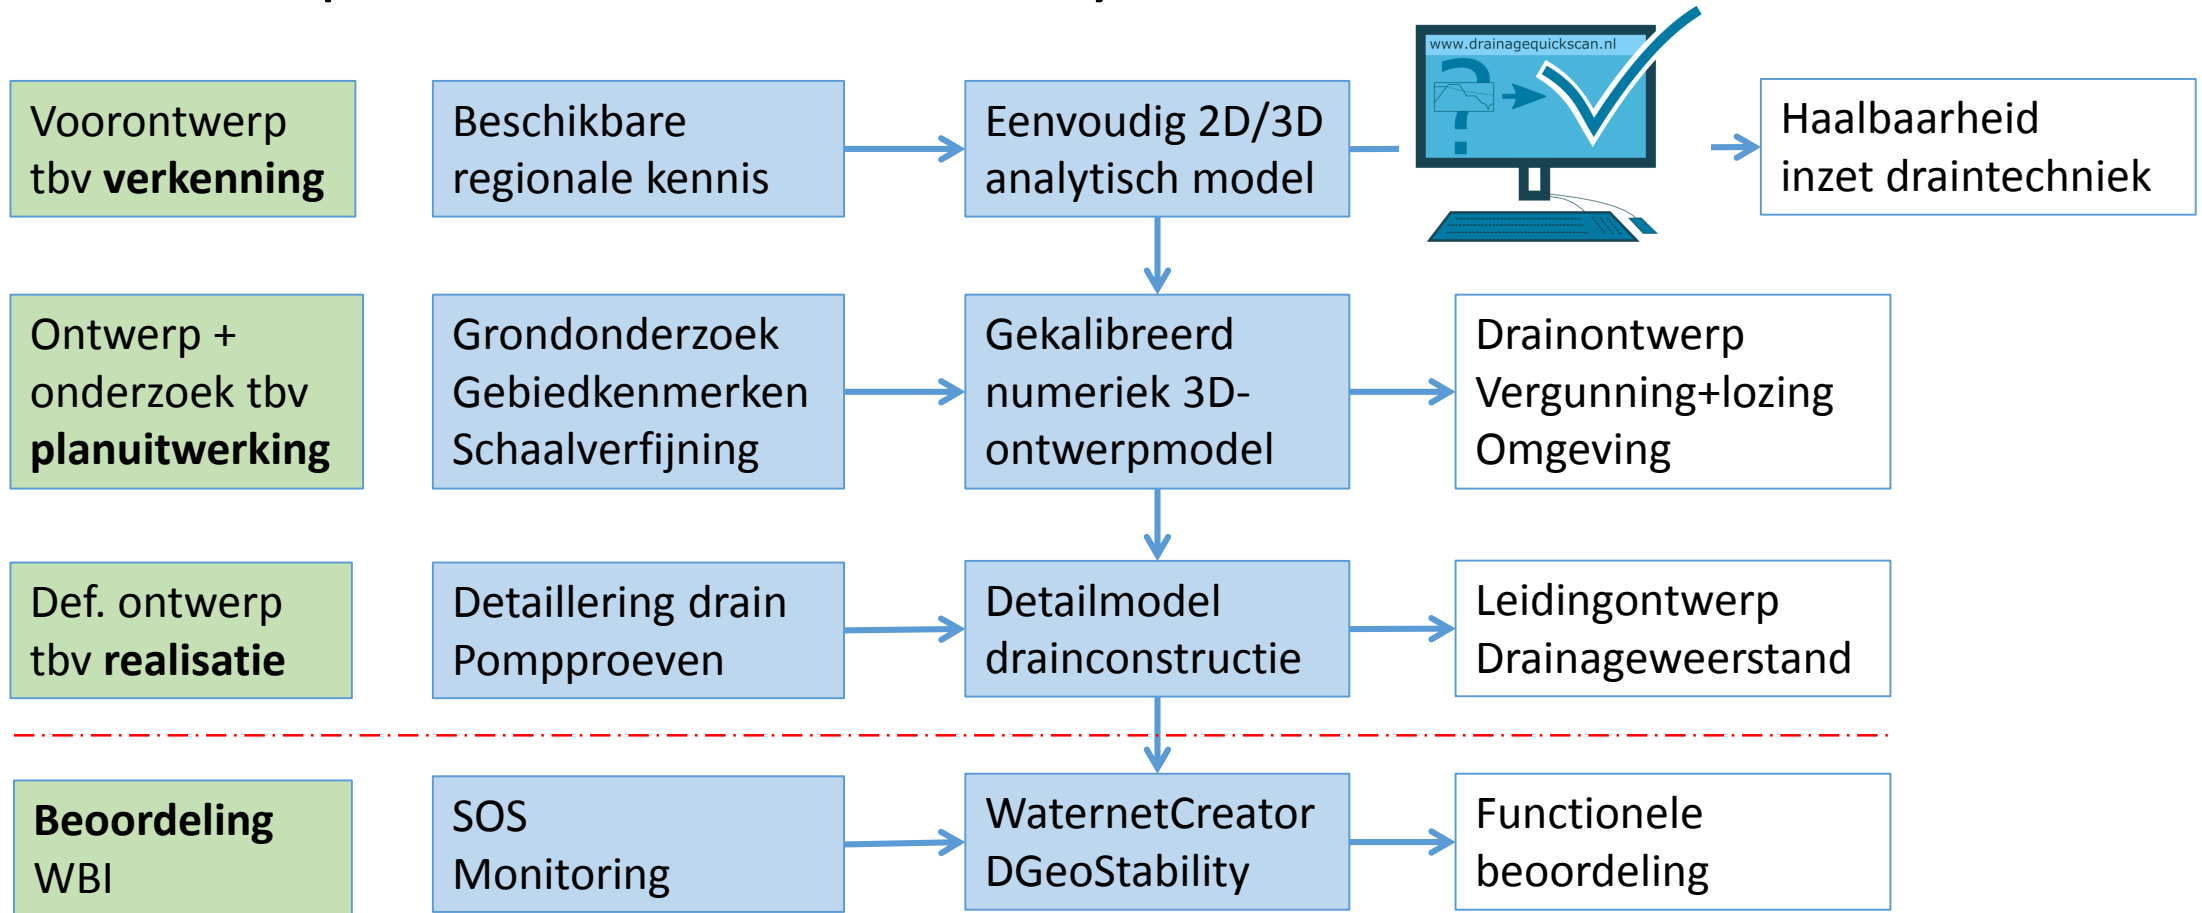 Voorontwerp
tbv verkenning
Beschikbare
regionale kennis
Eenvoudig 2D/3D
analytisch model
www.drainagequickscan.nl
?
Haalbaarheid
inzet draintechniek
Ontwerp +
onderzoek tbv
planuitwerking
Grondonderzoek
Gebiedkenmerken
Schaalverfijning
Gekalibreerd
numeriek 3D-
ontwerpmodel
Drainontwerp
Vergunning+lozing
Omgeving
Def. ontwerp
tbv realisatie
Detaillering drain
Pompproeven
Detailmodel
drainconstructie
Leidingontwerp
Drainageweerstand
Beoordeling
WBI
SOS
Monitoring
WaternetCreator
DGeoStability
Functionele
beoordeling